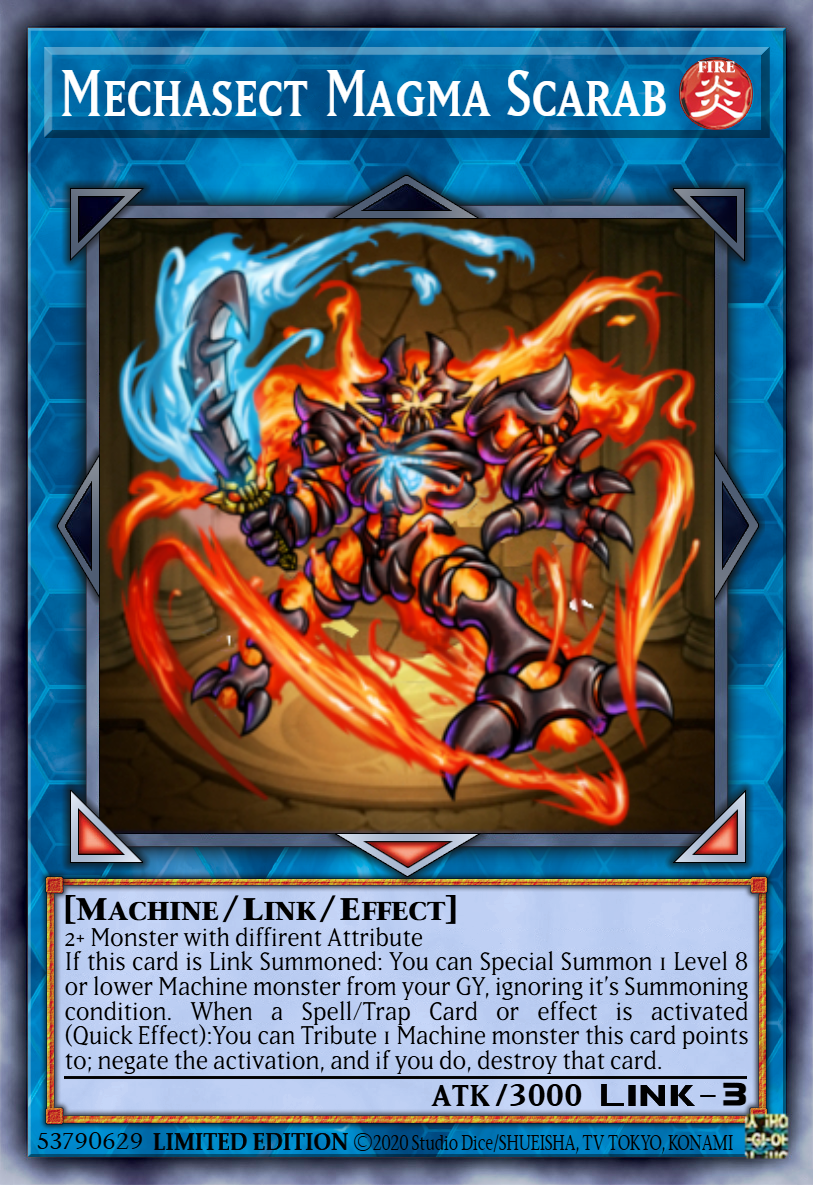 MECHASECT MAGMA SCARAB
FIRE
炎
[MACHINE/LINK/EFFECT]
2+ Monster with diffirent Attribute
If this card is Link Summoned: You can Special Summon 1 Level 8
or lower Machine monster from your GY, ignoring it's Summoning
condition. When a Spell/Trap Card or effect is activated
(Quick Effect):You can Tribute 1 Machine monster this card points
to; negate the activation, and if you do, destroy that card.
ATK/3000 LINK-3
53790629 LIMITED EDITION ©2020 Studio Dice/SHUEISHA, TV TOKYO, KONAMI